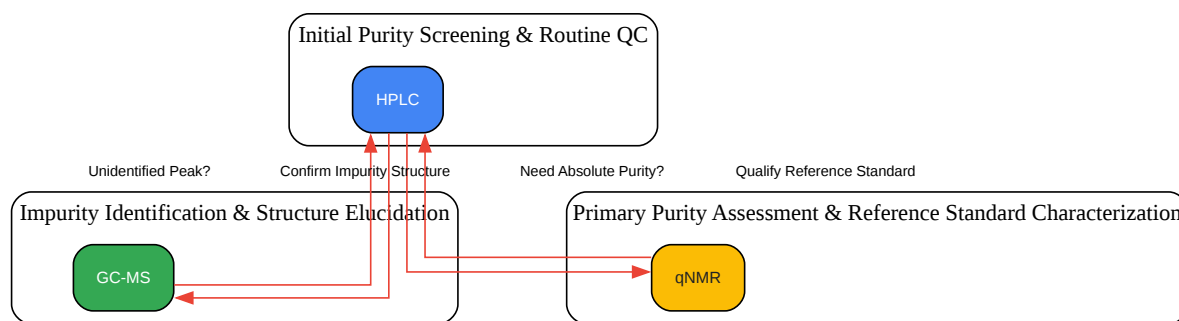 Initial Purity Screening & Routine QC
HPLC
Unidentified Peak?
Confirm Impurity Structure
Need Absolute Purity?
Qualify Reference Standard
Impurity Identification & Structure Elucidation
Primary Purity Assessment & Reference Standard Characterization
GC-MS
qNMR